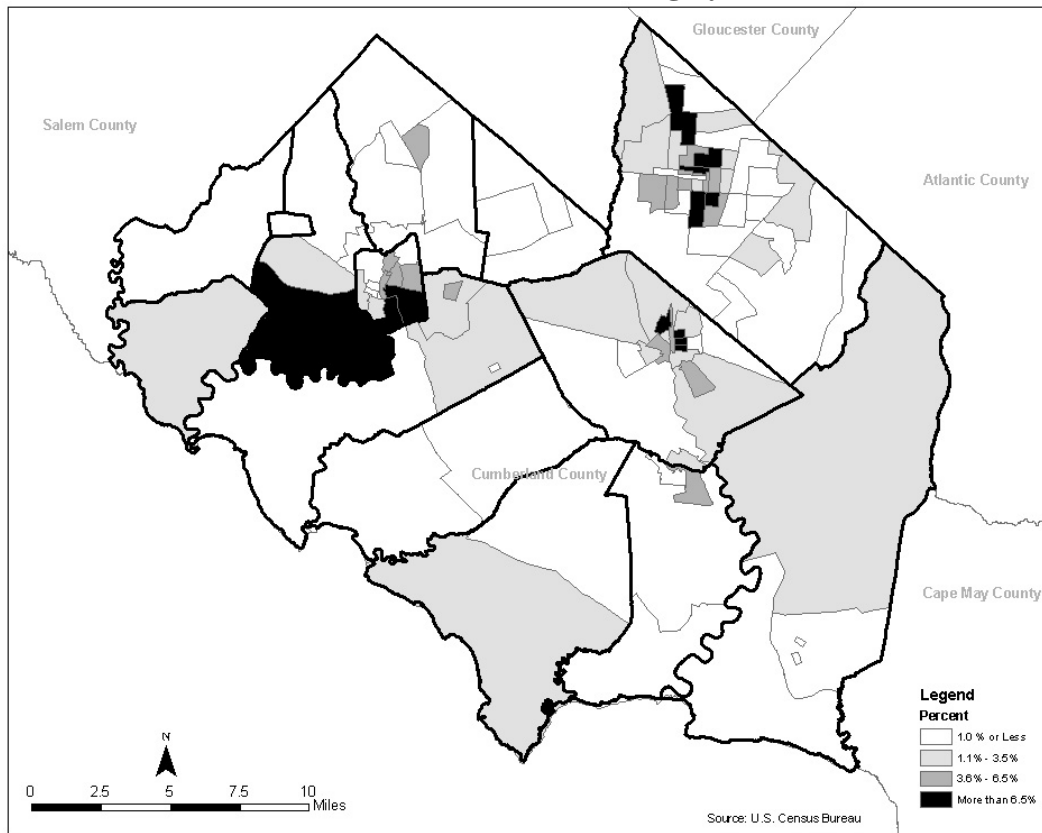 Gloucester County
Salem County
Atlantic County
Cumberland County
Cape May County
Legend
Percent
1.0 % or Less
1.1% - 3.5%
3.6% - 6.5%
More than 6.5%
N
0 2.5 5 7.5 10
Miles
Source: U.S. Census Bureau